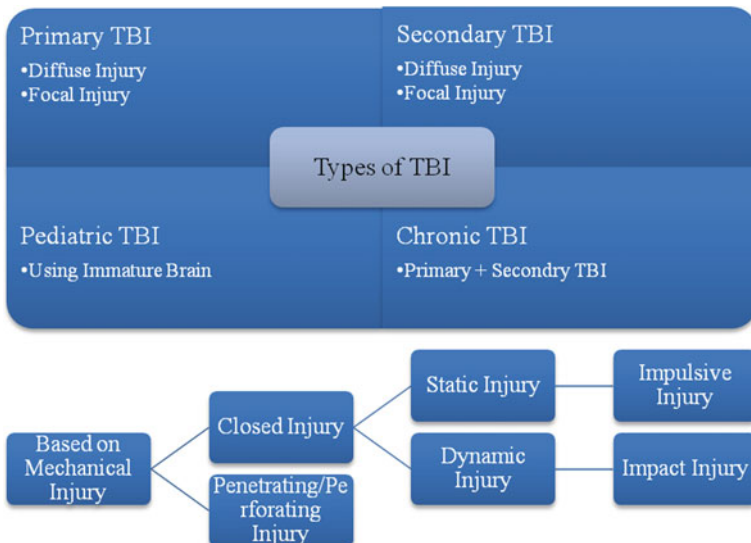 Primary TBI
•Diffuse Injury
•Focal Injury
Secondary TBI
•Diffuse Injury
•Focal Injury
Types of TBI
Pediatric TBI
•Using Immature Brain
Chronic TBI
•Primary + Secondry TBI
Based on
Mechanical
Injury
Closed Injury
Penetrating/Pe
rforating
Injury
Static Injury
Impulsive
Injury
Dynamic
Injury
Impact Injury